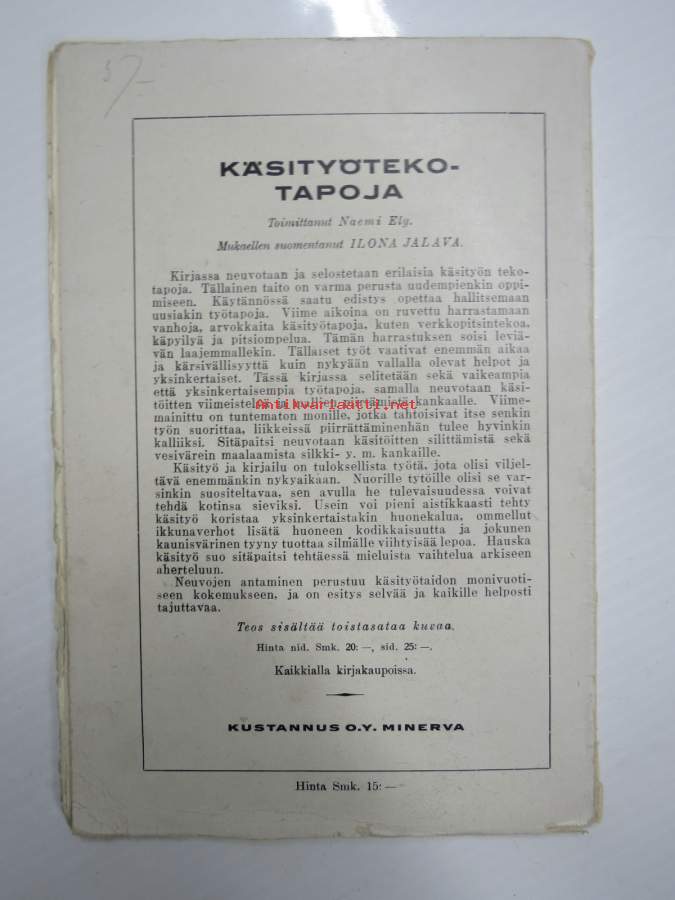 KÄSITYÖTEKO-
TAPOJA
Toimittanut Naemi Elg.
Mukaellen suomentanut ILONA JALAVA.
Kirjassa neuvotaan ja selostetaan erilaisia käsityön teko-
tapoja. Tällainen taito on varma perusta uudempienkin oppi-
miseen. Käytännössä saatu edistys opettaa hallitsemaan
uusiakin työtapoja. Viime aikoina on ruvettu harrastamaan
vanhoja, arvokkaita käsityötapoja, kuten verkkopitsintekoa,
käpyilyä ja pitsiompelua. Tämän harrastuksen soisi leviä-
vän laajemmallekin. Tällaiset työt vaativat enemmän aikaa
ja kärsivällisyyttä kuin nykyään vallalla olevat helpot ja
yksinkertaiset. Tässä kirjassa selitetään sekä vaikeampia
että yksinkertaisempia työtapoja, samalla neuvotaan käsi-
töitten viimeistelyä ja mallien piirtämistä kankaalle. Viime-
Antikvariaatti.net
mainittu on tuntematon monille, jotka tahtoisivat itse senkin
työn suorittaa, liikkeissä piirrättäminenhän tulee hyvinkin
kalliiksi. Sitäpaitsi neuvotaan käsitöitten silittämistä sekä
vesivärein maalaamista silkki- y. m. kankaille.
Käsityö ja kirjailu on tuloksellista työtä, jota olisi viljel-
tävä enemmänkin nykyaikaan. Nuorille tytöille olisi se var-
sinkin suositeltavaa, sen avulla he tulevaisuudessa voivat
tehdä kotinsa sieviksi. Usein voi pieni aistikkaasti tehty
käsityö koristaa yksinkertaistakin huonekalua, ommellut
ikkunaverhot lisätä huoneen kodikkaisuutta ja jokunen
kaunisvärinen tyyny tuottaa silmälle viihtyisää lepoa. Hauska
käsityö suo sitäpaitsi tehtäessä mieluista vaihtelua arkiseen
aherteluun.
Neuvojen antaminen perustuu käsityötaidon monivuoti-
seen kokemukseen, ja on esitys selvää ja kaikille helposti
tajuttavaa.
Teos sisältää toistasataa kuvaa.
Hinta nid. Smk. 20: —, sid. 25: —.
Kaikkialla kirjakaupoissa.
KUSTANNUS O.Y. MINERVA
Hinta Smk. 15: —